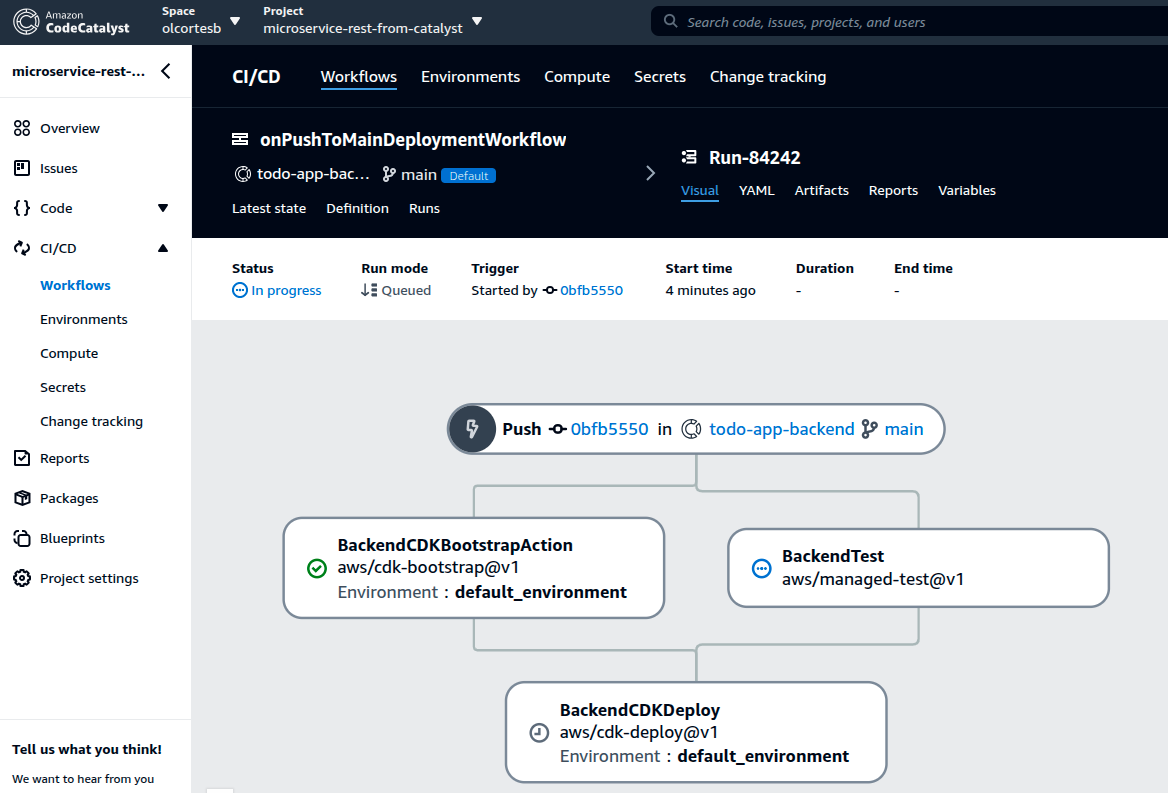 Amazon
CodeCatalyst
Space
olcortesb
Project
microservice-rest-from-catalyst
Search code, issues, projects, and users
microservice-rest-...
Overview
Issues
Code
CI/CD
Workflows
Environments
Compute
Secrets
Change tracking
Reports
Packages
Blueprints
Project settings
Tell us what you think!
We want to hear from you
CI/CD
Workflows
Environments
Compute
Secrets
Change tracking
onPushToMainDeploymentWorkflow
todo-app-bac... main Default
Latest state Definition Runs
Run-84242
Visual YAML Artifacts Reports Variables
Status
In progress
Run mode
Queued
Trigger
Started by 0bfb5550
Start time
4 minutes ago
Duration
-
End time
-
Push 0bfb5550 in todo-app-backend main
BackendCDKBootstrapAction
aws/cdk-bootstrap@v1
Environment : default_environment
BackendTest
aws/managed-test@v1
BackendCDKDeploy
aws/cdk-deploy@v1
Environment : default_environment